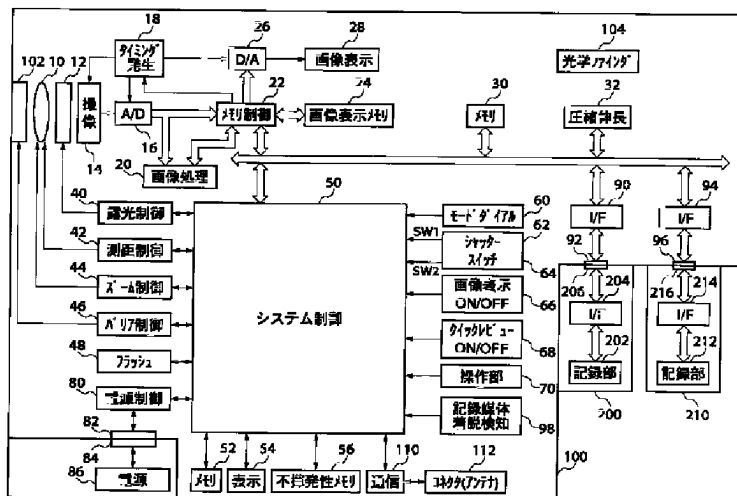 102 10 12
18
タイミング
発生
26
D/A
28
画像表示
104
光学ファインダ
撮像
14
A/D
16
22
メモリ制御
24
画像表示メモリ
30
メモリ
32
圧縮伸長
20
画像処理
50
システム制御
40
露光制御
42
測距制御
44
ズーム制御
46
バリア制御
48
フラッシュ
80
電源制御
82
84
86
電源
モードダイアル
60
SW1
62
シャッター
スイッチ
SW2
64
画像表示
ON/OFF
66
クイックレビュー
ON/OFF
68
操作部
70
記録媒体
着脱検知
98
90
I/F
94
I/F
92
206
204
I/F
202
記録部
200
96
216
214
I/F
212
記録部
210
100
52
メモリ
54
表示
56
不揮発性メモリ
110
通信
112
コネクタ(アンテナ)